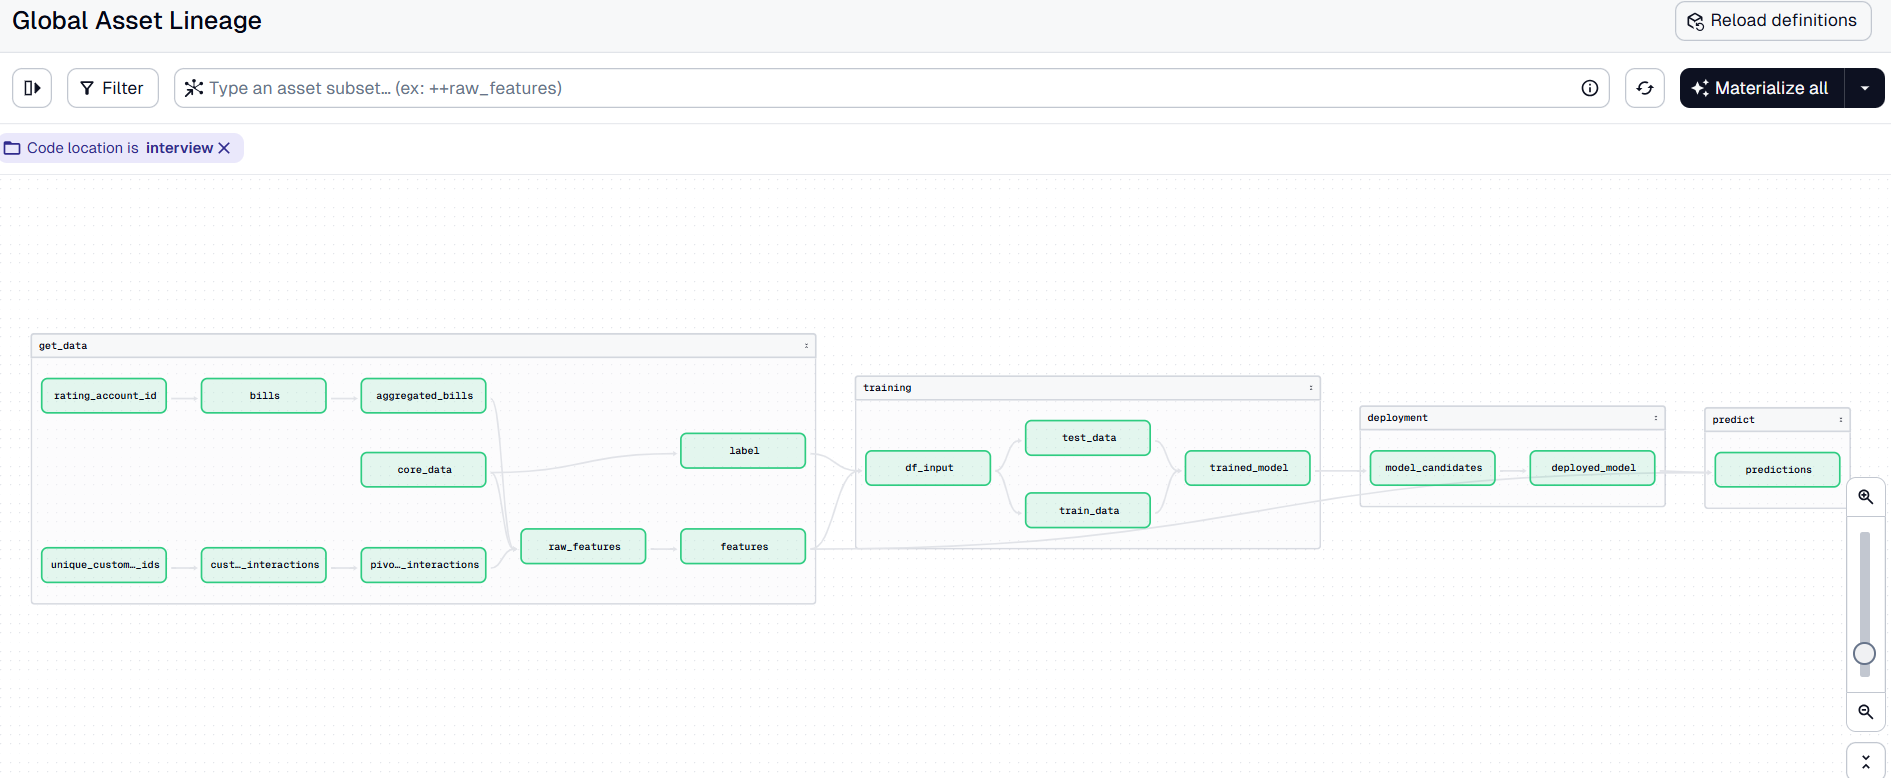 Global Asset Lineage
Reload definitions
Filter
Type an asset subset... (ex: ++raw_features)
Materialize all
Code location is interview
get_data
rating_account_id
bills
aggregated_bills
core_data
label
unique_custom…_ids
cust…_interactions
pivo…_interactions
raw_features
features
training
df_input
test_data
train_data
trained_model
deployment
model_candidates
deployed_model
predict
predictions